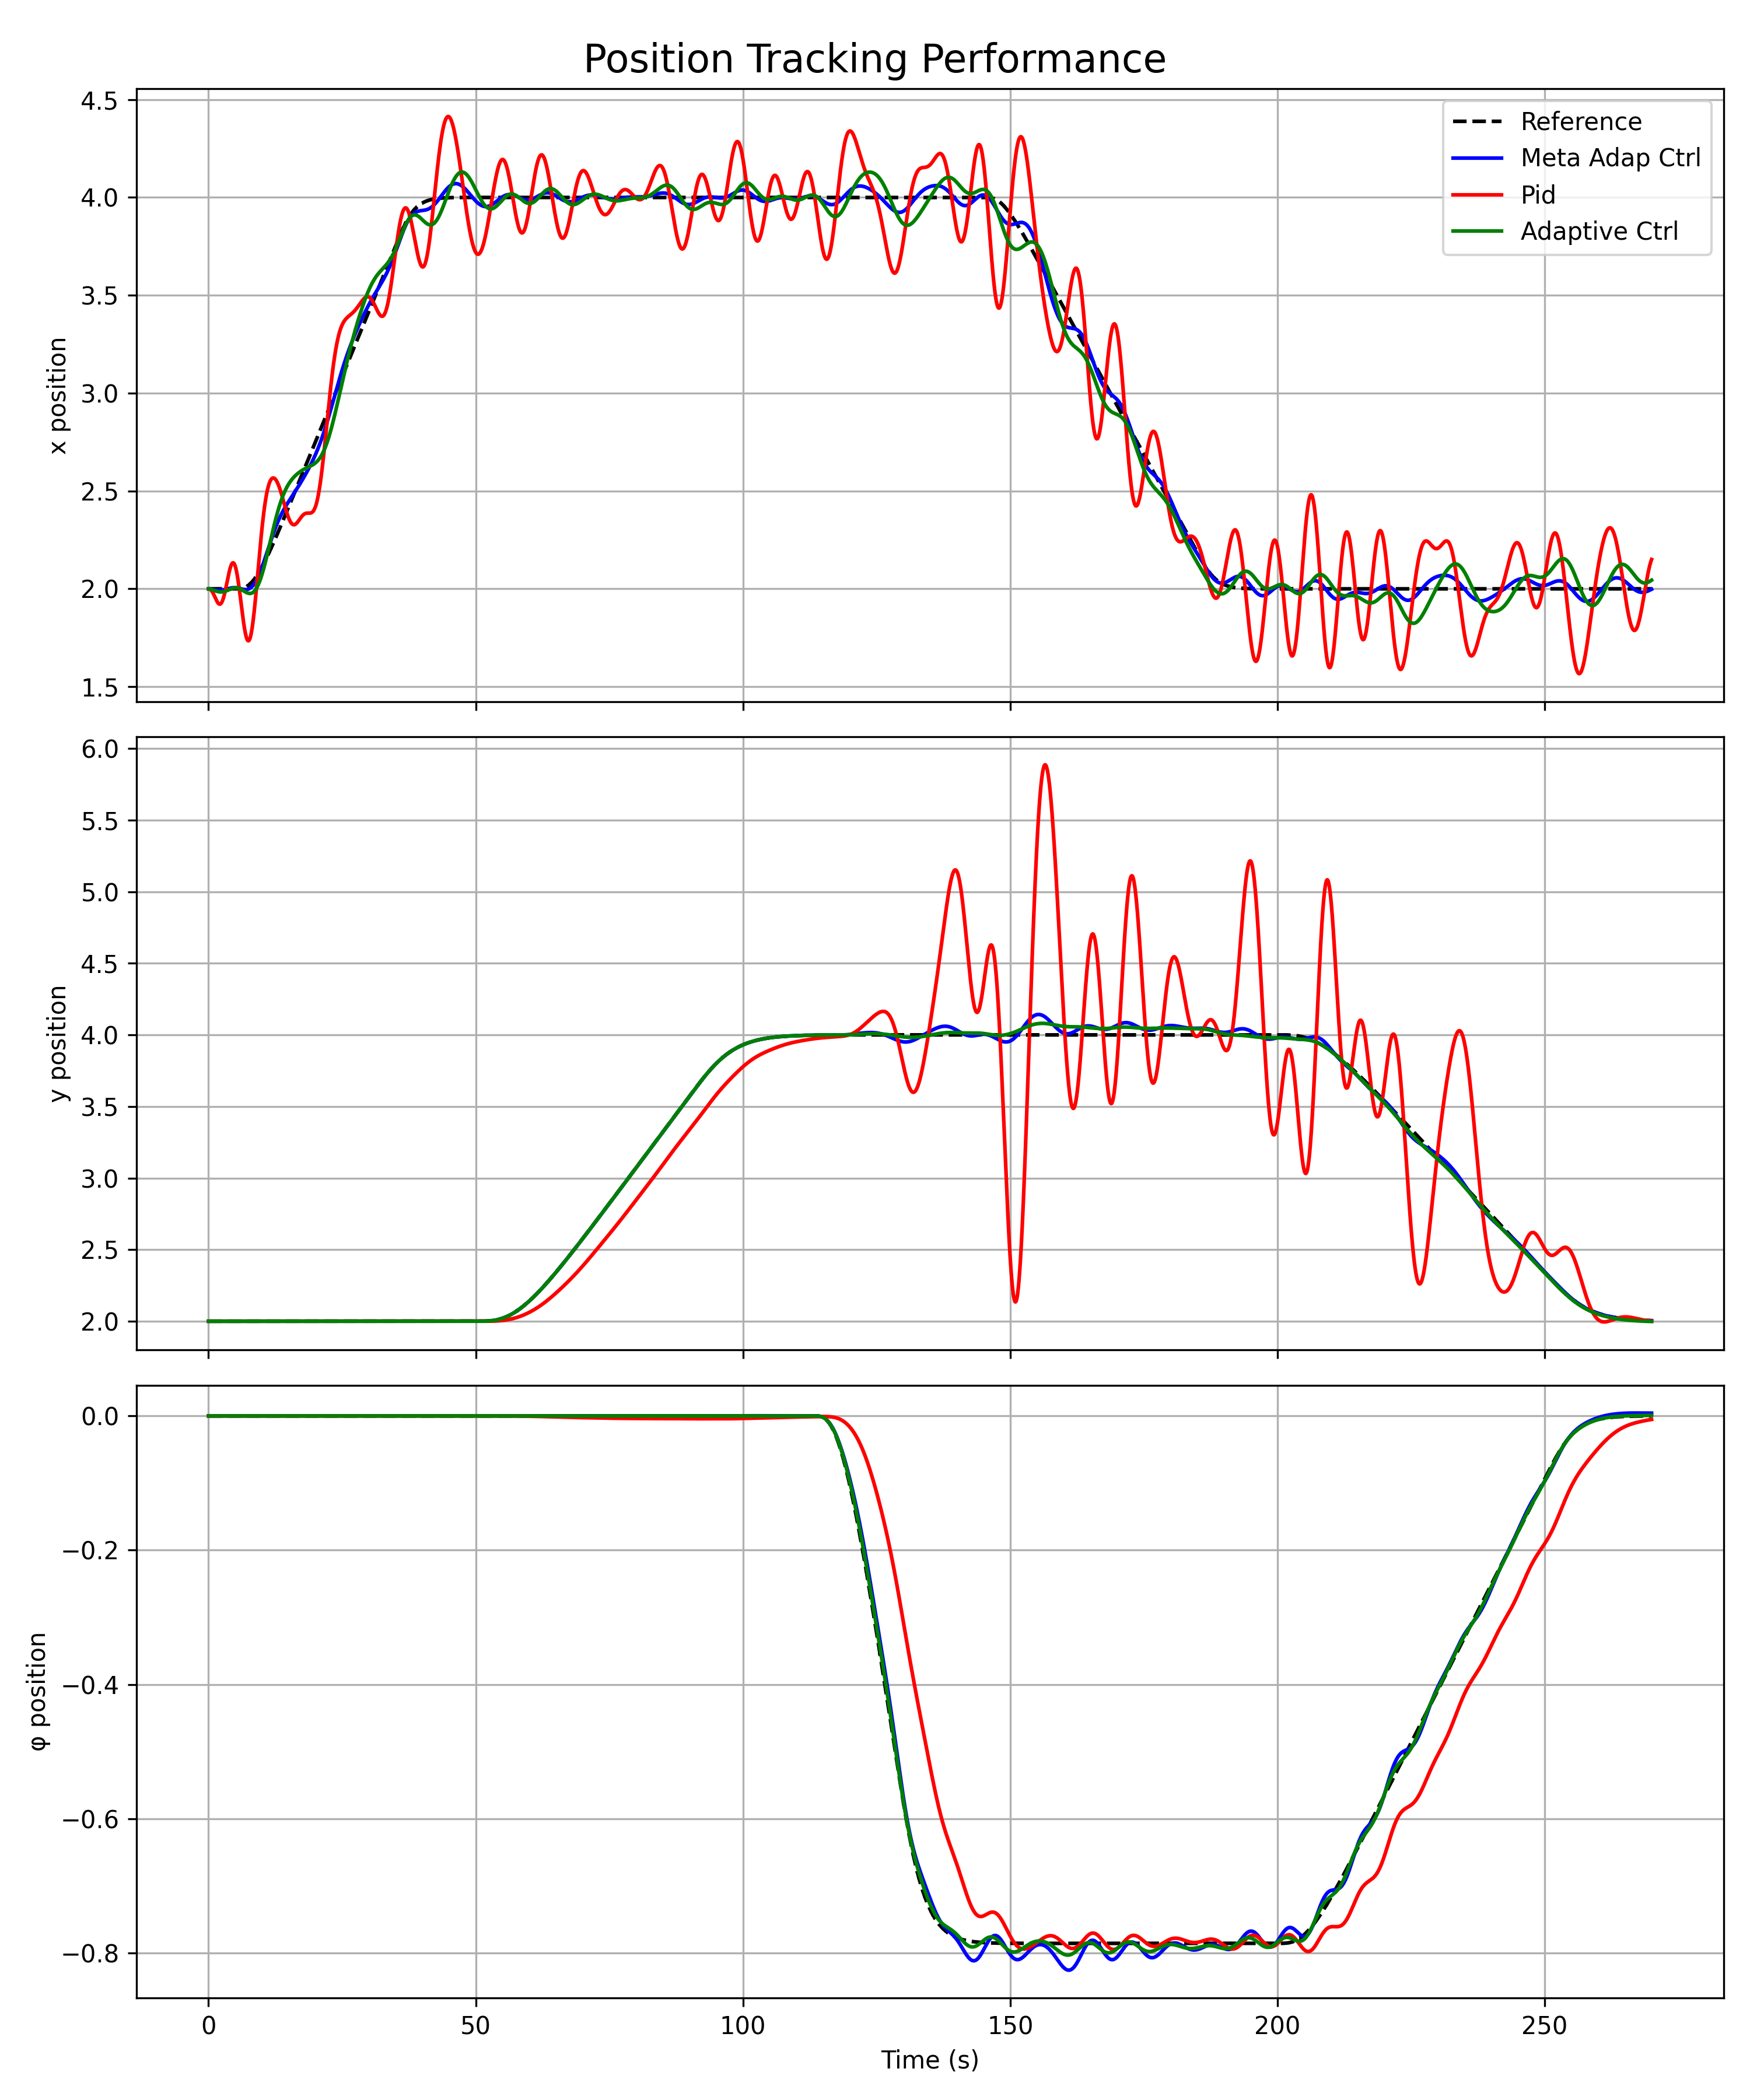 Position Tracking Performance
4.5
4.0
3.5
3.0
2.5
2.0
1.5
x position
Reference
Meta Adap Ctrl
Pid
Adaptive Ctrl
6.0
5.5
5.0
4.5
4.0
3.5
3.0
2.5
2.0
y position
0.0
−0.2
−0.4
−0.6
−0.8
φ position
0 50 100 150 200 250
Time (s)